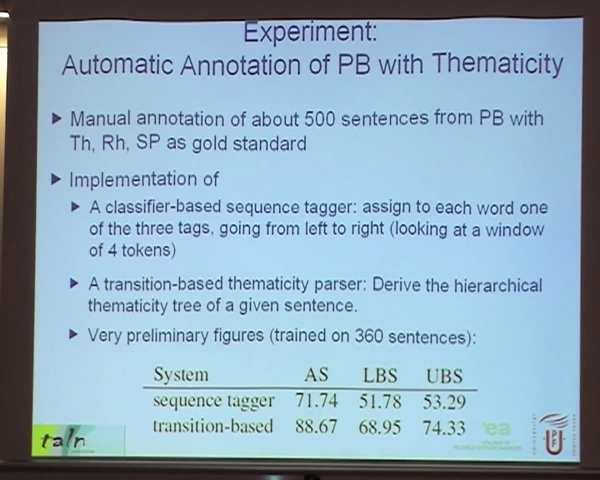 Experiment:
Automatic Annotation of PB with Thematicity
Manual annotation of about 500 sentences from PB with
Th, Rh, SP as gold standard
Implementation of
A classifier-based sequence tagger: assign to each word one
of the three tags, going from left to right (looking at a window
of 4 tokens)
A transition-based thematicity parser: Derive the hierarchical
thematicity tree of a given sentence.
Very preliminary figures (trained on 360 sentences):
System AS LBS UBS
sequence tagger 71.74 51.78 53.29
transition-based 88.67 68.95 74.33
taln